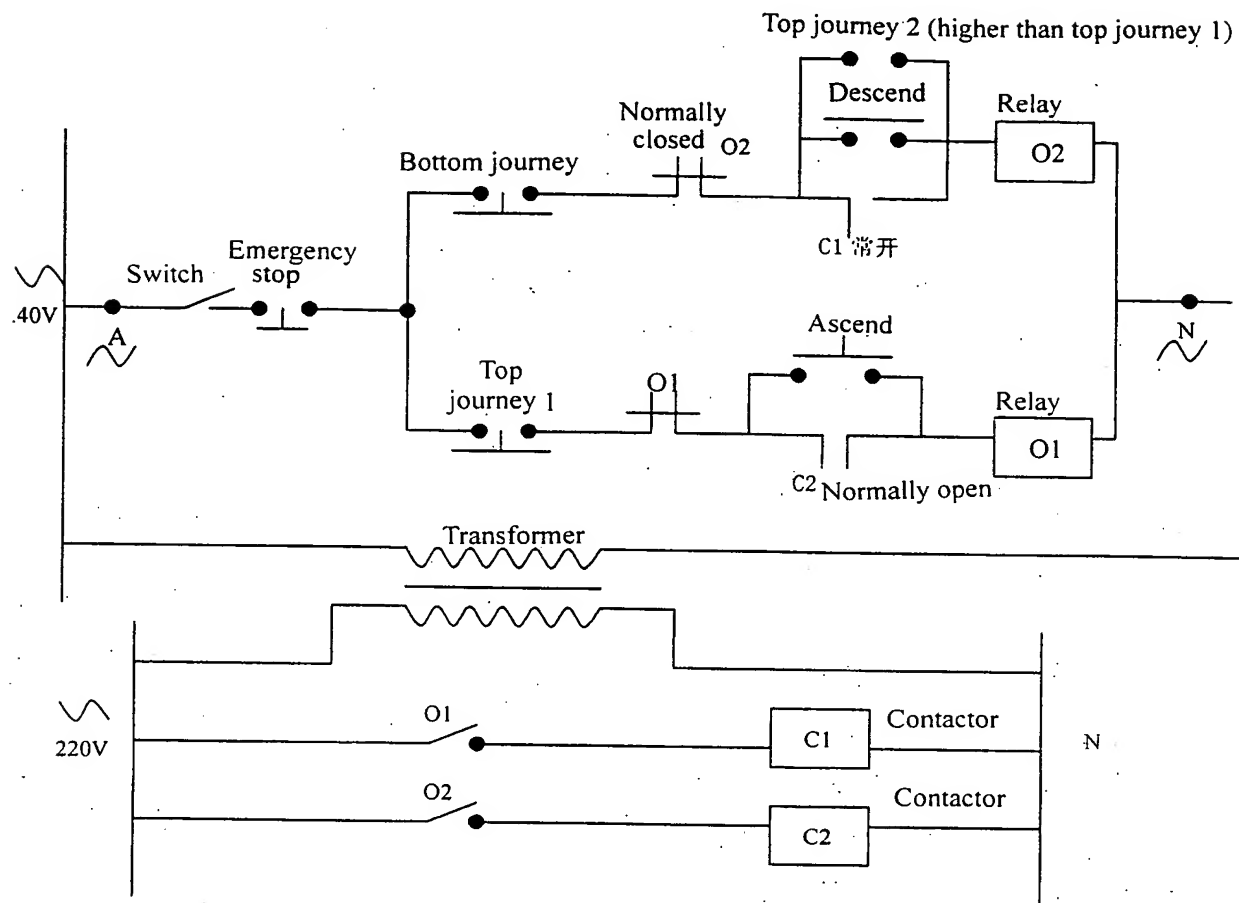 Top journey 2 (higher than top journey 1)
Descend
Relay
Normally
closed
O2
O2
Bottom journey
C1 常开
Switch
Emergency
stop
.40V
A
N
Ascend
Top
journey 1
O1
Relay
O1
C2 Normally open
Transformer
220V
O1
C1
Contactor
N
O2
C2
Contactor